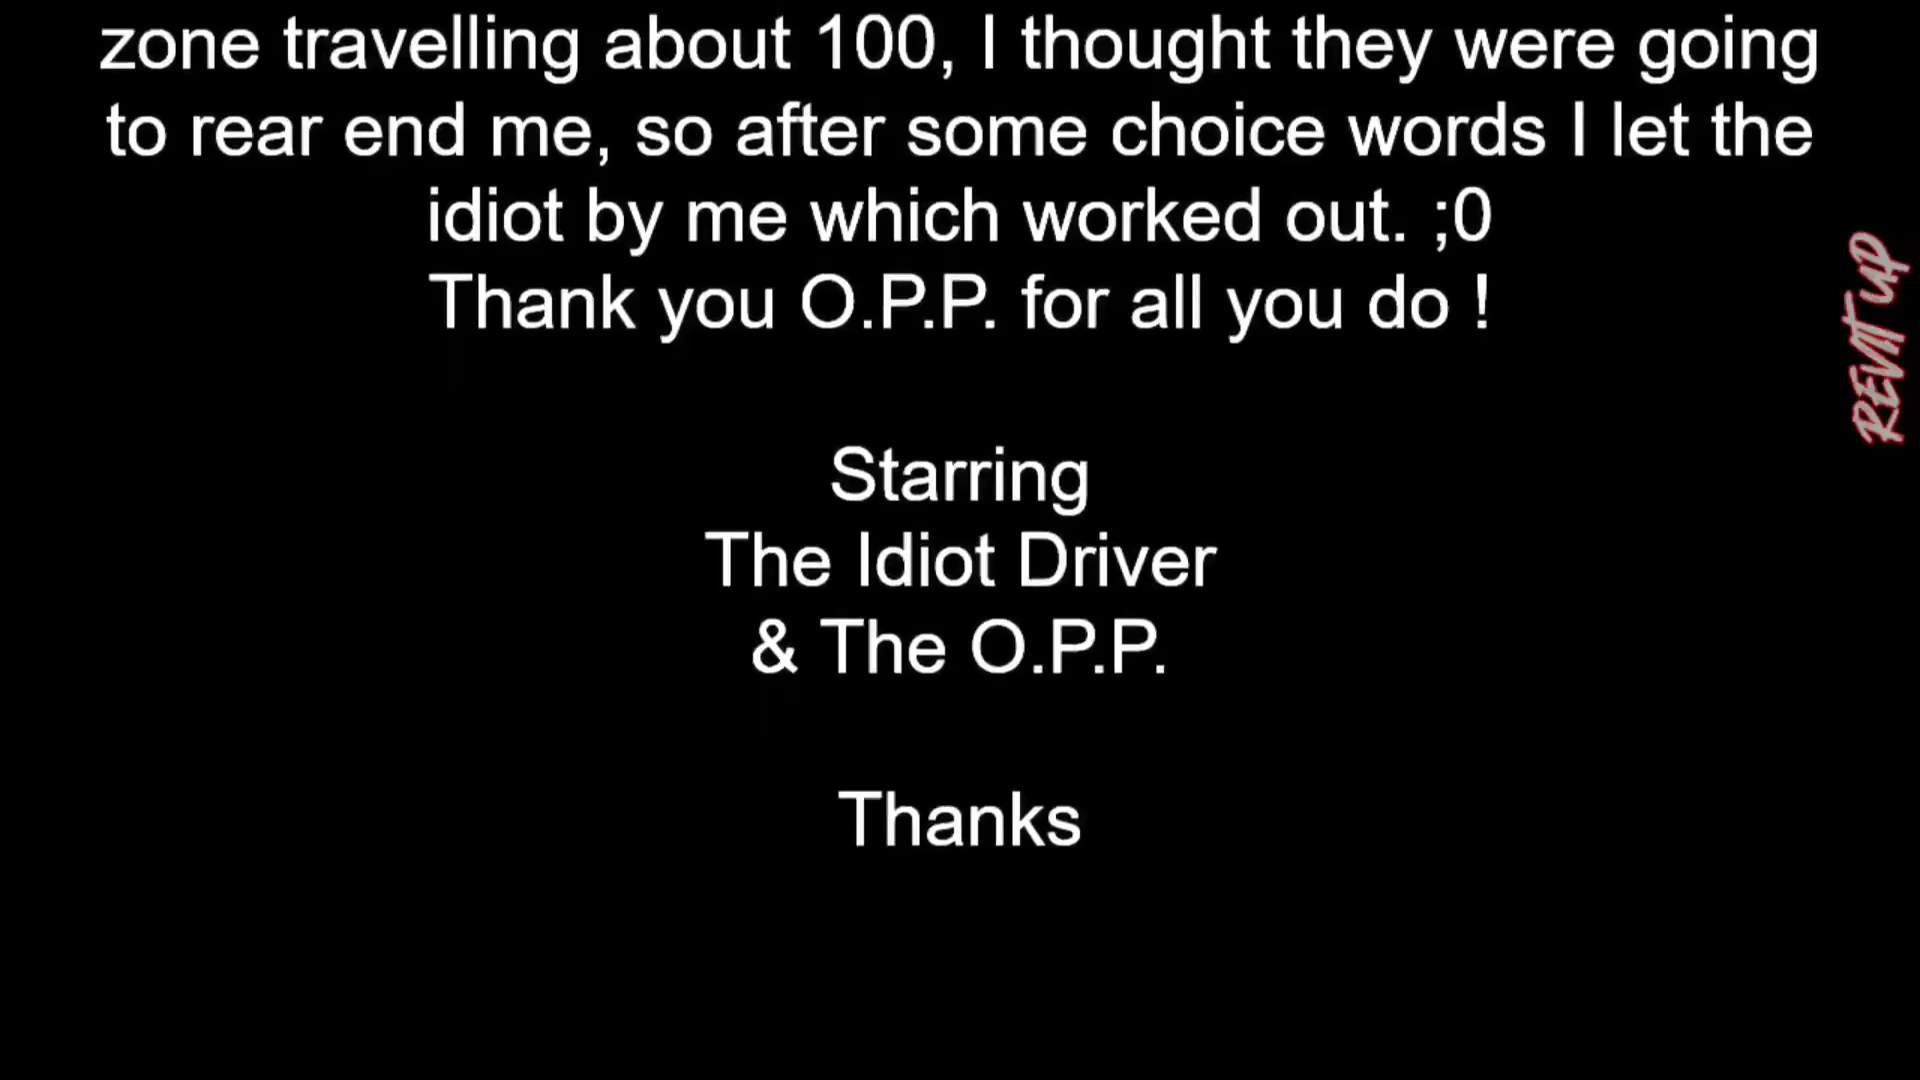 zone travelling about 100, I thought they were going
to rear end me, so after some choice words I let the
idiot by me which worked out. ;0
Thank you O.P.P. for all you do !
Starring
The Idiot Driver
& The O.P.P.
Thanks
REV IT UP